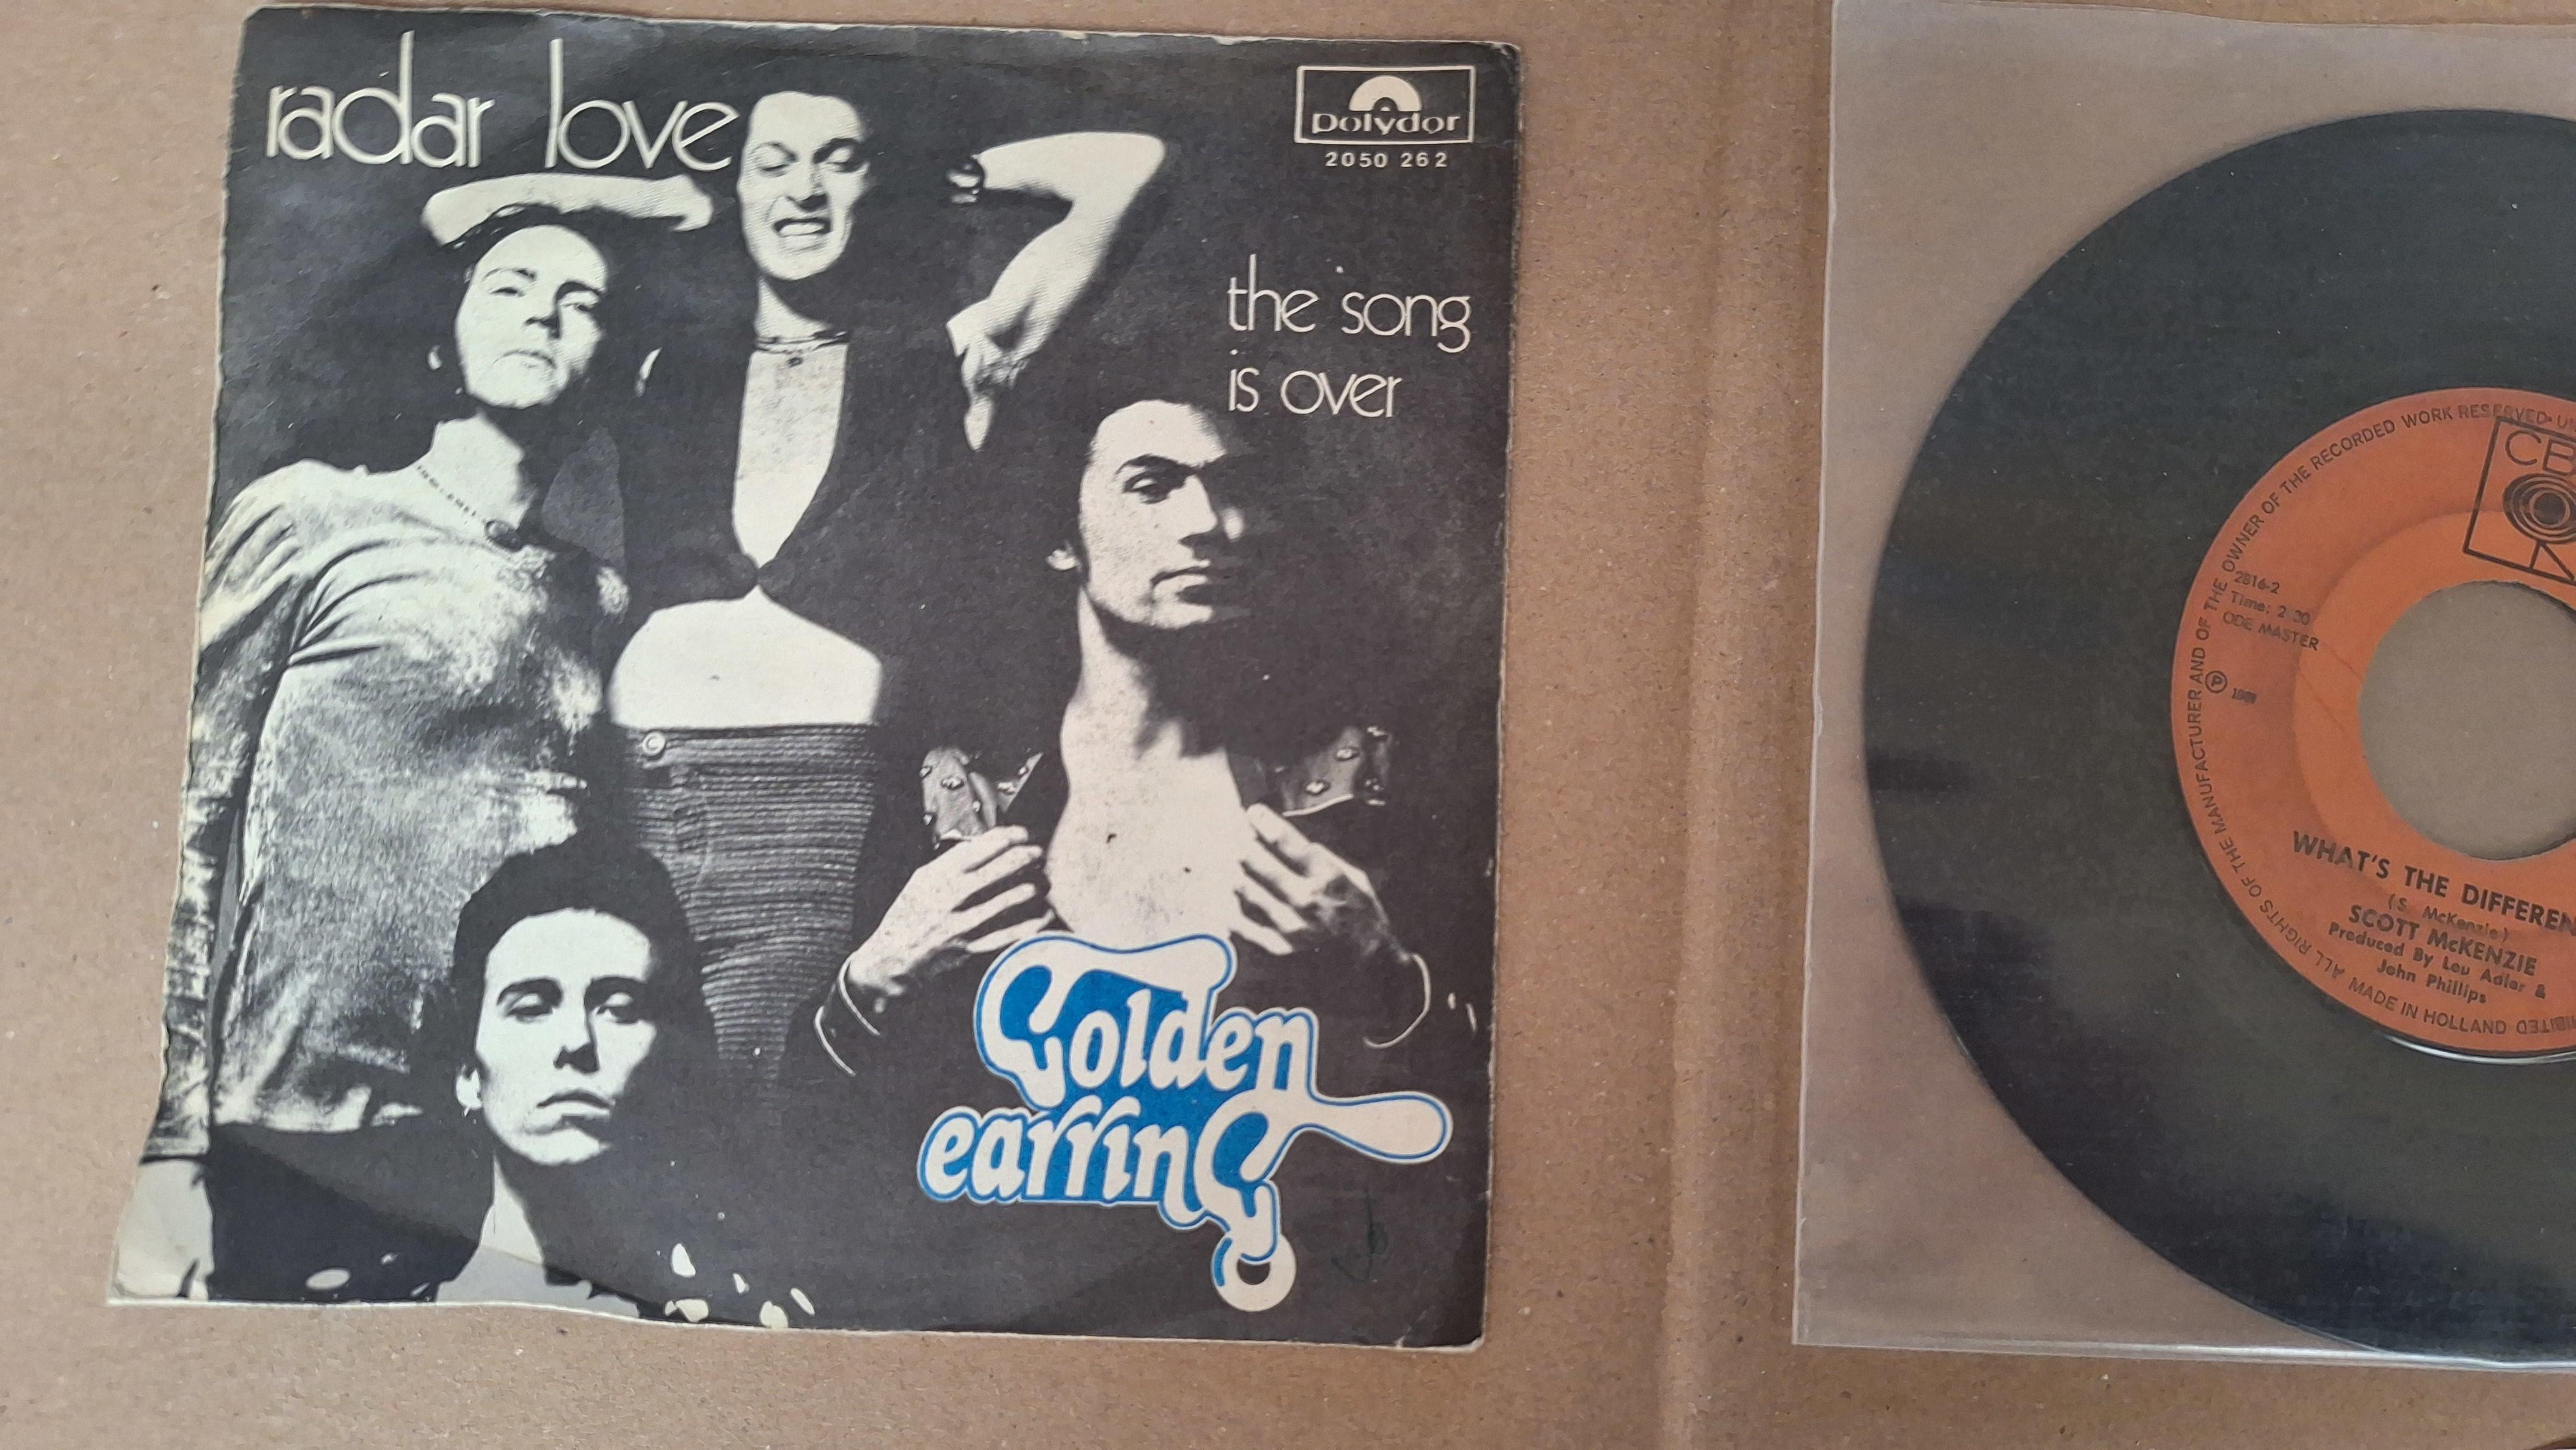 radar love
polydor
2050 262
the song
is over
Golden
earring
OF THE MANUFACTURER AND OF THE OWNER OF THE RECORDED WORK RESERVED
2816-2
Time: 2 30
ODE MASTER
℗
WHAT'S THE
(S. McKenzie)
SCOTT McKENZIE
Produced By Lou Adler &
John Phillips
ALL RIGHTS
MADE IN HOLLAND